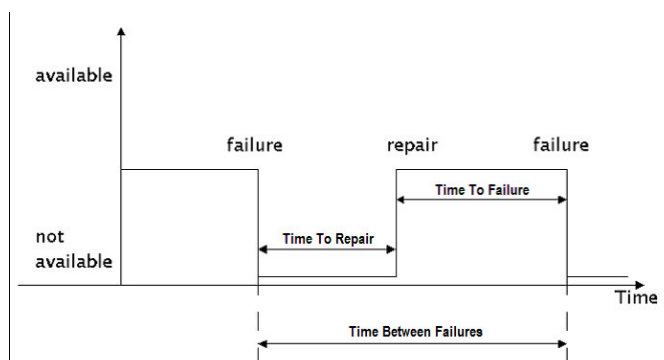 available
failure
repair
failure
Time To Failure
not
available
Time To Repair
Time
Time Between Failures